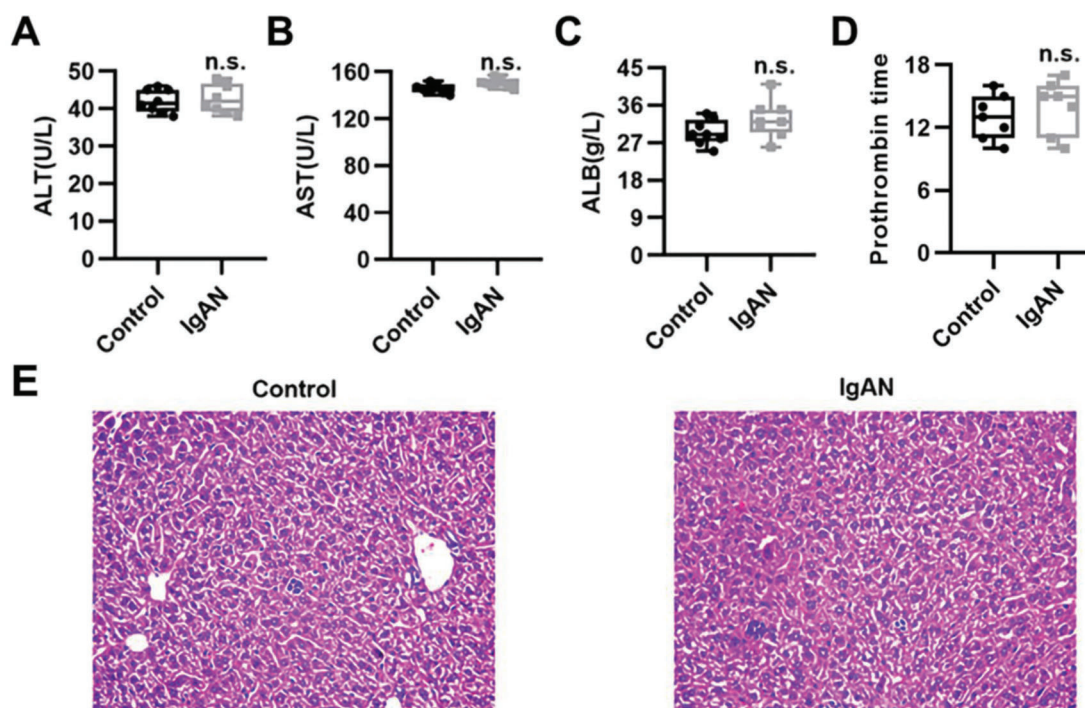 A
ALT(U/L)
50
40
30
20
10
0
n.s.
Control
IgAN
B
AST(U/L)
160
120
80
40
0
n.s.
Control
IgAN
C
ALB(g/L)
45
36
27
18
9
0
n.s.
Control
IgAN
D
Prothrombin time
18
12
6
0
n.s.
Control
IgAN
E
Control
IgAN